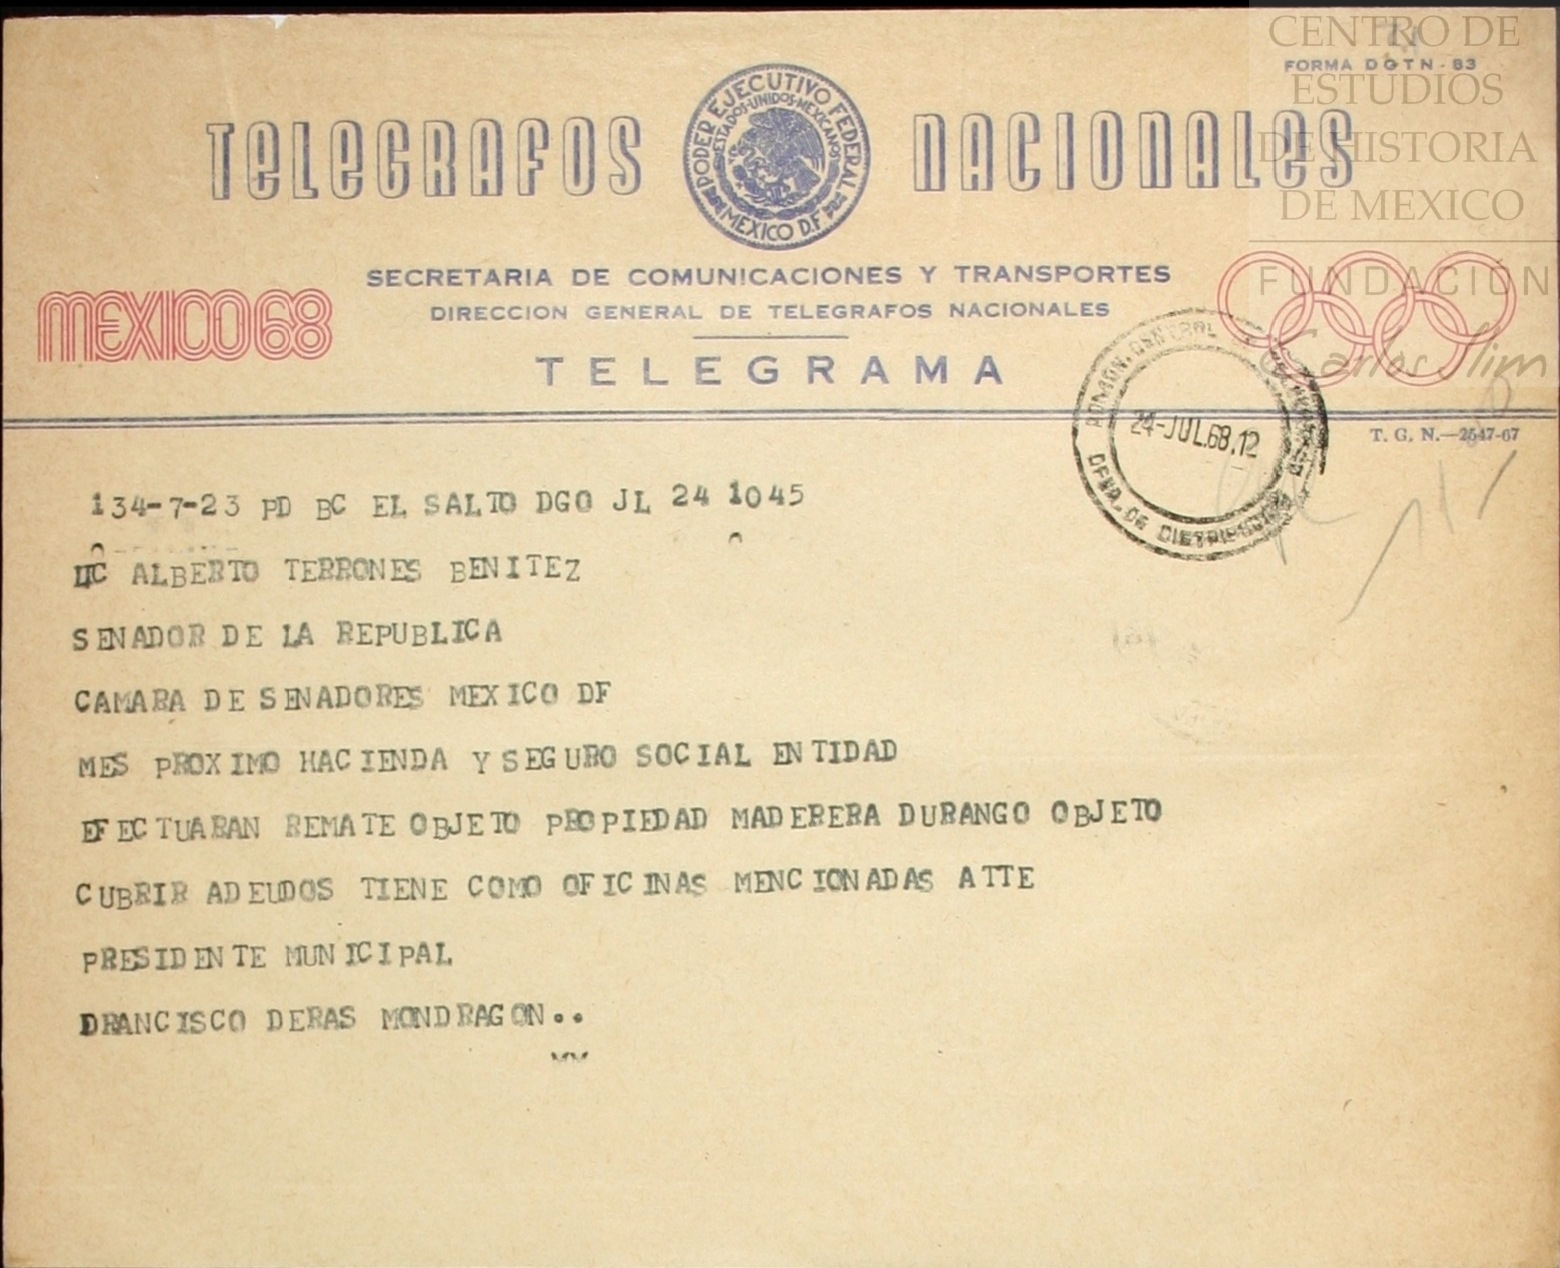 CENTRO DE
ESTUDIOS
DE HISTORIA
DE MEXICO
FUNDACIÓN
Carlos Slim
FORMA DGTN-83
TELEGRAFOS NACIONALES
PODER EJECUTIVO FEDERAL
ESTADOS·UNIDOS·MEXICANOS
MEXICO D.F.
SECRETARIA DE COMUNICACIONES Y TRANSPORTES
DIRECCION GENERAL DE TELEGRAFOS NACIONALES
MEXICO68
TELEGRAMA
24-JUL.68.12
T. G. N.—2547-67
134-7-23 PD BC EL SALTO DGO JL 24 1045
LIC ALBERTO TERRONES BENITEZ
SENADOR DE LA REPUBLICA
CAMARA DE SENADORES MEXICO DF
MES PROXIMO HACIENDA Y SEGURO SOCIAL ENTIDAD
EFECTUARAN REMATE OBJETO PROPIEDAD MADERERA DURANGO OBJETO
CUBRIR ADEUDOS TIENE COMO OFICINAS MENCIONADAS ATTE
PRESIDENTE MUNICIPAL
DRANCISCO DERAS MONDRAGON..